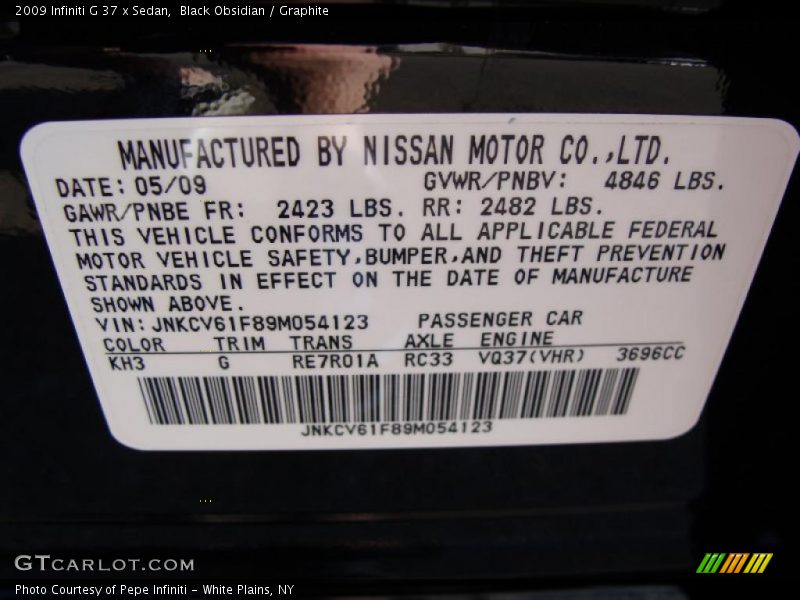 2009 Infiniti G 37 x Sedan,  Black Obsidian / Graphite
MANUFACTURED BY NISSAN MOTOR CO.,LTD.
DATE: 05/09 GVWR/PNBV: 4846 LBS.
GAWR/PNBE FR: 2423 LBS. RR: 2482 LBS.
THIS VEHICLE CONFORMS TO ALL APPLICABLE FEDERAL
MOTOR VEHICLE SAFETY,BUMPER,AND THEFT PREVENTION
STANDARDS IN EFFECT ON THE DATE OF MANUFACTURE
SHOWN ABOVE.
VIN: JNKCV61F89M054123 PASSENGER CAR
COLOR TRIM TRANS AXLE ENGINE
KH3 G RE7R01A RC33 VQ37(VHR) 3696CC
JNKCV61F89M054123
GTCARLOT.COM
Photo Courtesy of Pepe Infiniti - White Plains, NY